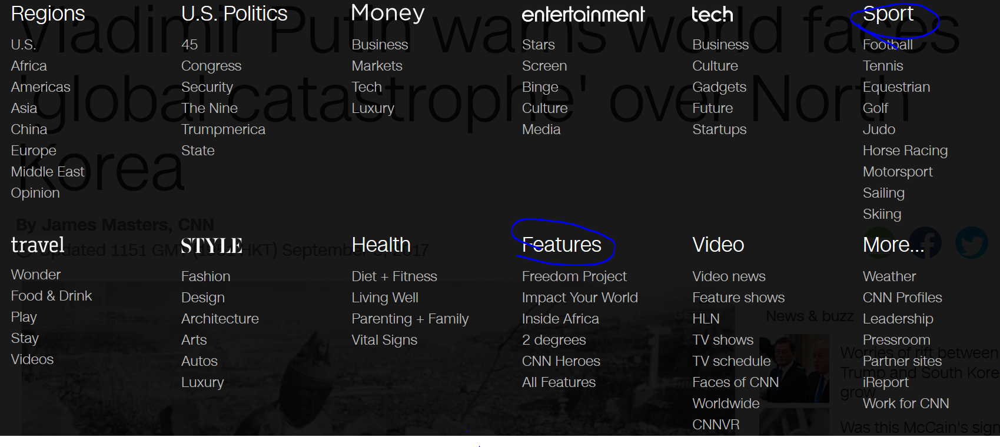 Regions
U.S.
Africa
Americas
Asia
China
Europe
Middle East
Opinion
U.S. Politics
45
Congress
Security
The Nine
Trumpmerica
State
Money
Business
Markets
Tech
Luxury
entertainment
Stars
Screen
Binge
Culture
Media
tech
Business
Culture
Gadgets
Future
Startups
Sport
Football
Tennis
Equestrian
Golf
Judo
Horse Racing
Motorsport
Sailing
Skiing
travel
Wonder
Food & Drink
Play
Stay
Videos
STYLE
Fashion
Design
Architecture
Arts
Autos
Luxury
Health
Diet + Fitness
Living Well
Parenting + Family
Vital Signs
Features
Freedom Project
Impact Your World
Inside Africa
2 degrees
CNN Heroes
All Features
Video
Video news
Feature shows
HLN
TV shows
TV schedule
Faces of CNN
Worldwide
CNNVR
More...
Weather
CNN Profiles
Leadership
Pressroom
Partner sites
iReport
Work for CNN
Vladimir Putin warns world faces
'global catastrophe' over North
Korea
By James Masters, CNN
Updated 1151 GMT HKT) September 2017
News & buzz
Worries of rift between
Trump and South Kore
grow
Was this McCain's sign